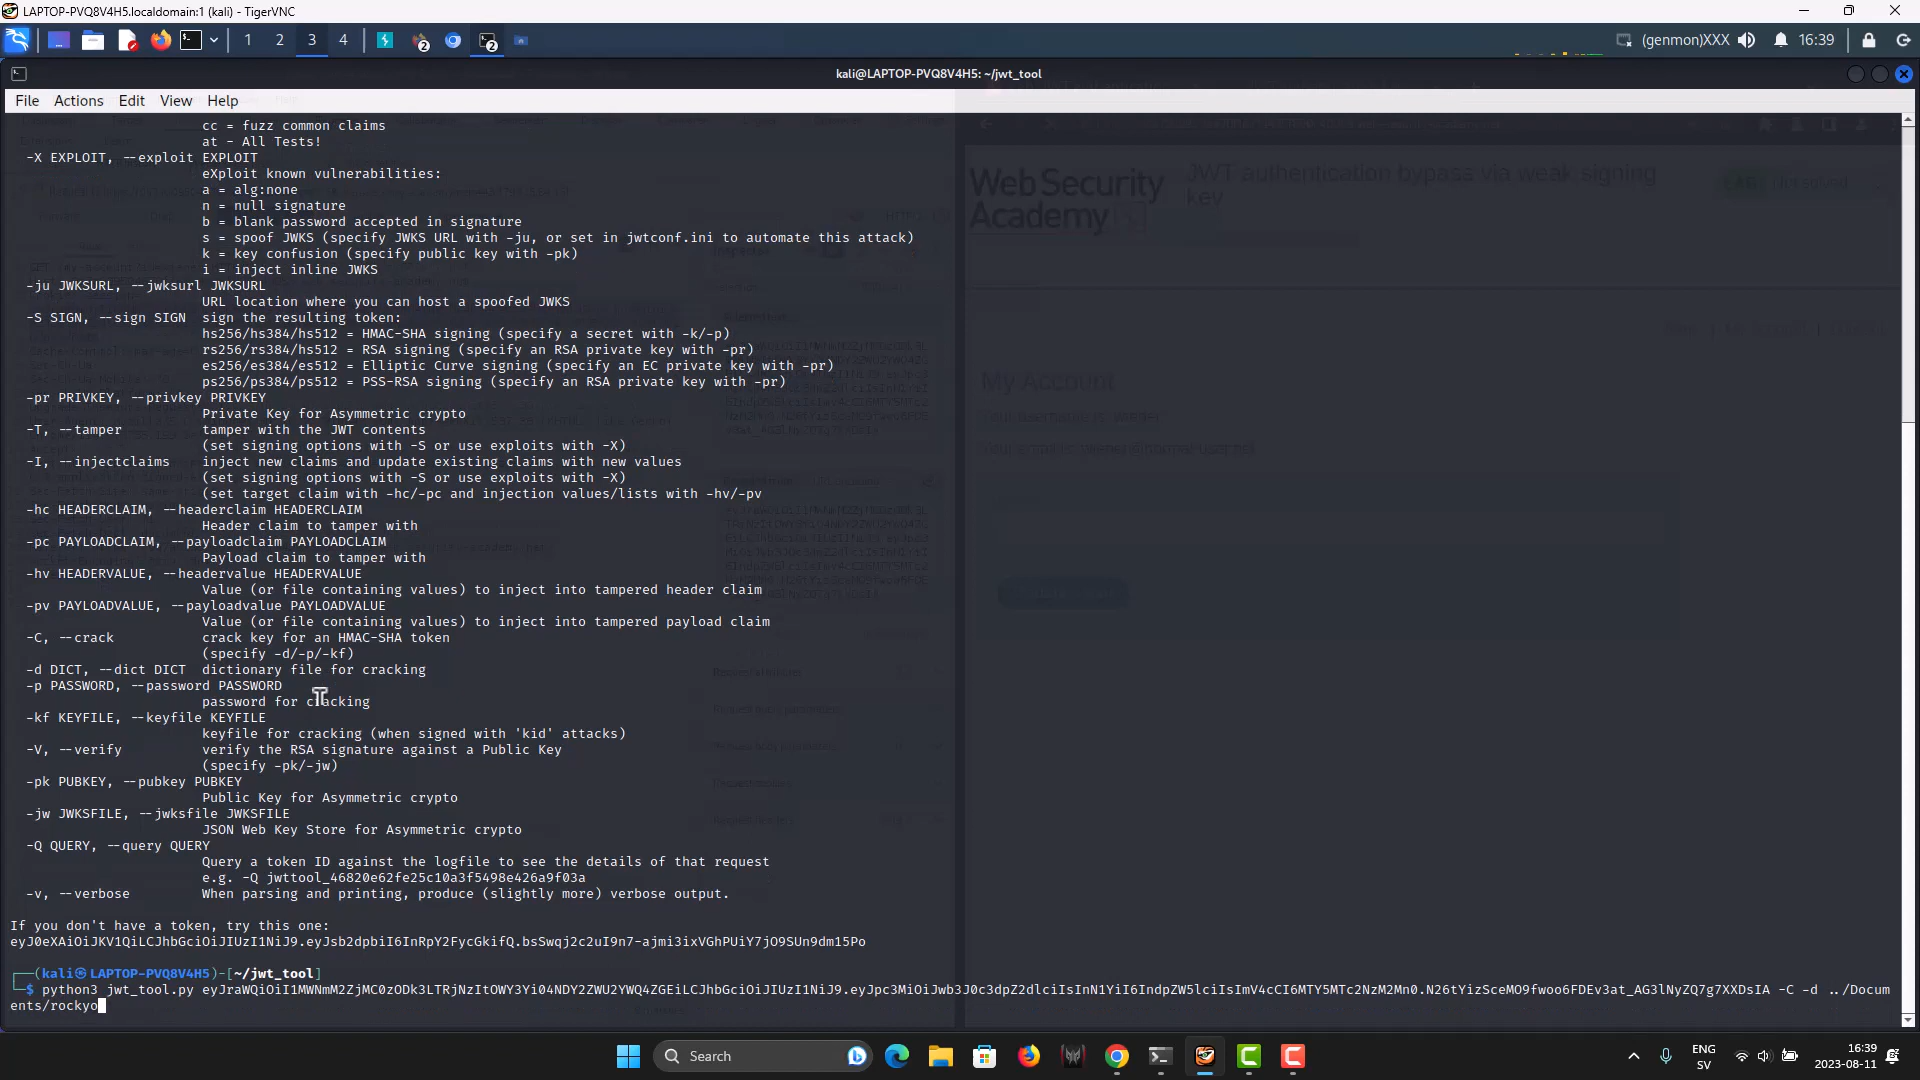 LAPTOP-PVQ8V4H5.localdomain:1 (kali) - TigerVNC
1 2 3 4
2
2
(genmon)XXX
16:39
kali@LAPTOP-PVQ8V4H5: ~/jwt_tool
File Actions Edit View Help
cc = fuzz common claims
at - All Tests!
-X EXPLOIT, --exploit EXPLOIT
eXploit known vulnerabilities:
a = alg:none
n = null signature
b = blank password accepted in signature
s = spoof JWKS (specify JWKS URL with -ju, or set in jwtconf.ini to automate this attack)
k = key confusion (specify public key with -pk)
i = inject inline JWKS
-ju JWKSURL, --jwksurl JWKSURL
URL location where you can host a spoofed JWKS
-S SIGN, --sign SIGN sign the resulting token:
hs256/hs384/hs512 = HMAC-SHA signing (specify a secret with -k/-p)
rs256/rs384/hs512 = RSA signing (specify an RSA private key with -pr)
es256/es384/es512 = Elliptic Curve signing (specify an EC private key with -pr)
ps256/ps384/ps512 = PSS-RSA signing (specify an RSA private key with -pr)
-pr PRIVKEY, --privkey PRIVKEY
Private Key for Asymmetric crypto
-T, --tamper tamper with the JWT contents
(set signing options with -S or use exploits with -X)
-I, --injectclaims inject new claims and update existing claims with new values
(set signing options with -S or use exploits with -X)
(set target claim with -hc/-pc and injection values/lists with -hv/-pv
-hc HEADERCLAIM, --headerclaim HEADERCLAIM
Header claim to tamper with
-pc PAYLOADCLAIM, --payloadclaim PAYLOADCLAIM
Payload claim to tamper with
-hv HEADERVALUE, --headervalue HEADERVALUE
Value (or file containing values) to inject into tampered header claim
-pv PAYLOADVALUE, --payloadvalue PAYLOADVALUE
Value (or file containing values) to inject into tampered payload claim
-C, --crack crack key for an HMAC-SHA token
(specify -d/-p/-kf)
-d DICT, --dict DICT dictionary file for cracking
-p PASSWORD, --password PASSWORD
password for cracking
-kf KEYFILE, --keyfile KEYFILE
keyfile for cracking (when signed with 'kid' attacks)
-V, --verify verify the RSA signature against a Public Key
(specify -pk/-jw)
-pk PUBKEY, --pubkey PUBKEY
Public Key for Asymmetric crypto
-jw JWKSFILE, --jwksfile JWKSFILE
JSON Web Key Store for Asymmetric crypto
-Q QUERY, --query QUERY
Query a token ID against the logfile to see the details of that request
e.g. -Q jwttool_46820e62fe25c10a3f5498e426a9f03a
-v, --verbose When parsing and printing, produce (slightly more) verbose output.
If you don't have a token, try this one:
eyJ0eXAiOiJKV1QiLCJhbGciOiJIUzI1NiJ9.eyJsb2dpbiI6InRpY2FycGkifQ.bsSwqj2c2uI9n7-ajmi3ixVGhPUiY7jO9SUn9dm15Po
(kali㉿LAPTOP-PVQ8V4H5)-[~/jwt_tool]
$ python3 jwt_tool.py eyJraWQiOiI1MWNmM2ZjMC0zODk3LTRjNzItOWY3Yi04NDY2ZWU2YWQ4ZGEiLCJhbGciOiJIUzI1NiJ9.eyJpc3MiOiJwb3J0c3dpZ2dlciIsInN1YiI6IndpZW5lciIsImV4cCI6MTY5MTc2NzM2Mn0.N26tYizSceMO9fwoo6FDEv3at_AG3lNyZQ7g7XXDsIA -C -d ../Docum
ents/rockyo
Web Security
Academy
JWT authentication bypass via weak signing
key
My Account
Search
ENG
SV
16:39
2023-08-11